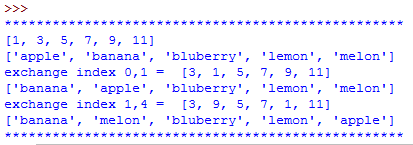 >>>
**************************************************
[1, 3, 5, 7, 9, 11]
['apple', 'banana', 'bluberry', 'lemon', 'melon']
exchange index 0,1 =  [3, 1, 5, 7, 9, 11]
['banana', 'apple', 'bluberry', 'lemon', 'melon']
exchange index 1,4 =  [3, 9, 5, 7, 1, 11]
['banana', 'melon', 'bluberry', 'lemon', 'apple']
**************************************************